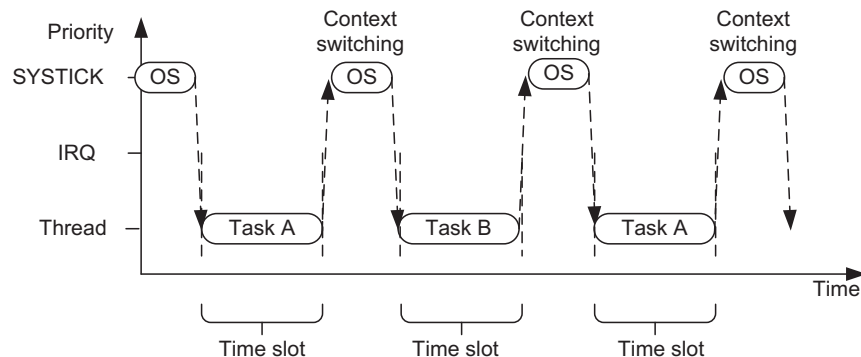 Context Context Context
Priority switching switching switching
SYSTICK OS OS OS OS
IRQ
Thread Task A Task B Task A
Time
Time slot Time slot Time slot